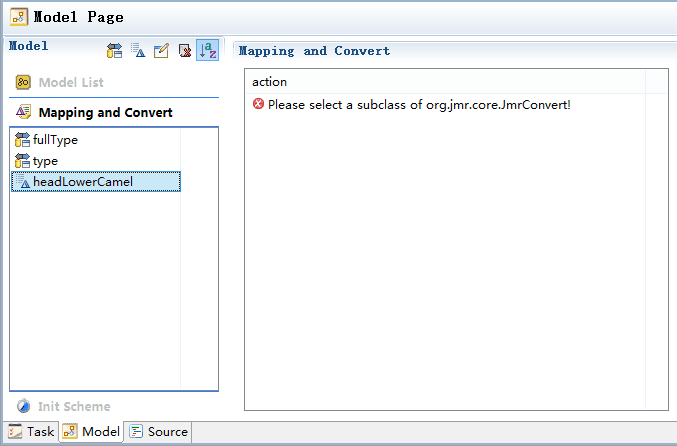 Model Page
Model
Mapping and Convert
Model List
Mapping and Convert
fullType
type
headLowerCamel
Init Scheme
action
Please select a subclass of org.jmr.core.JmrConvert!
Task
Model
Source